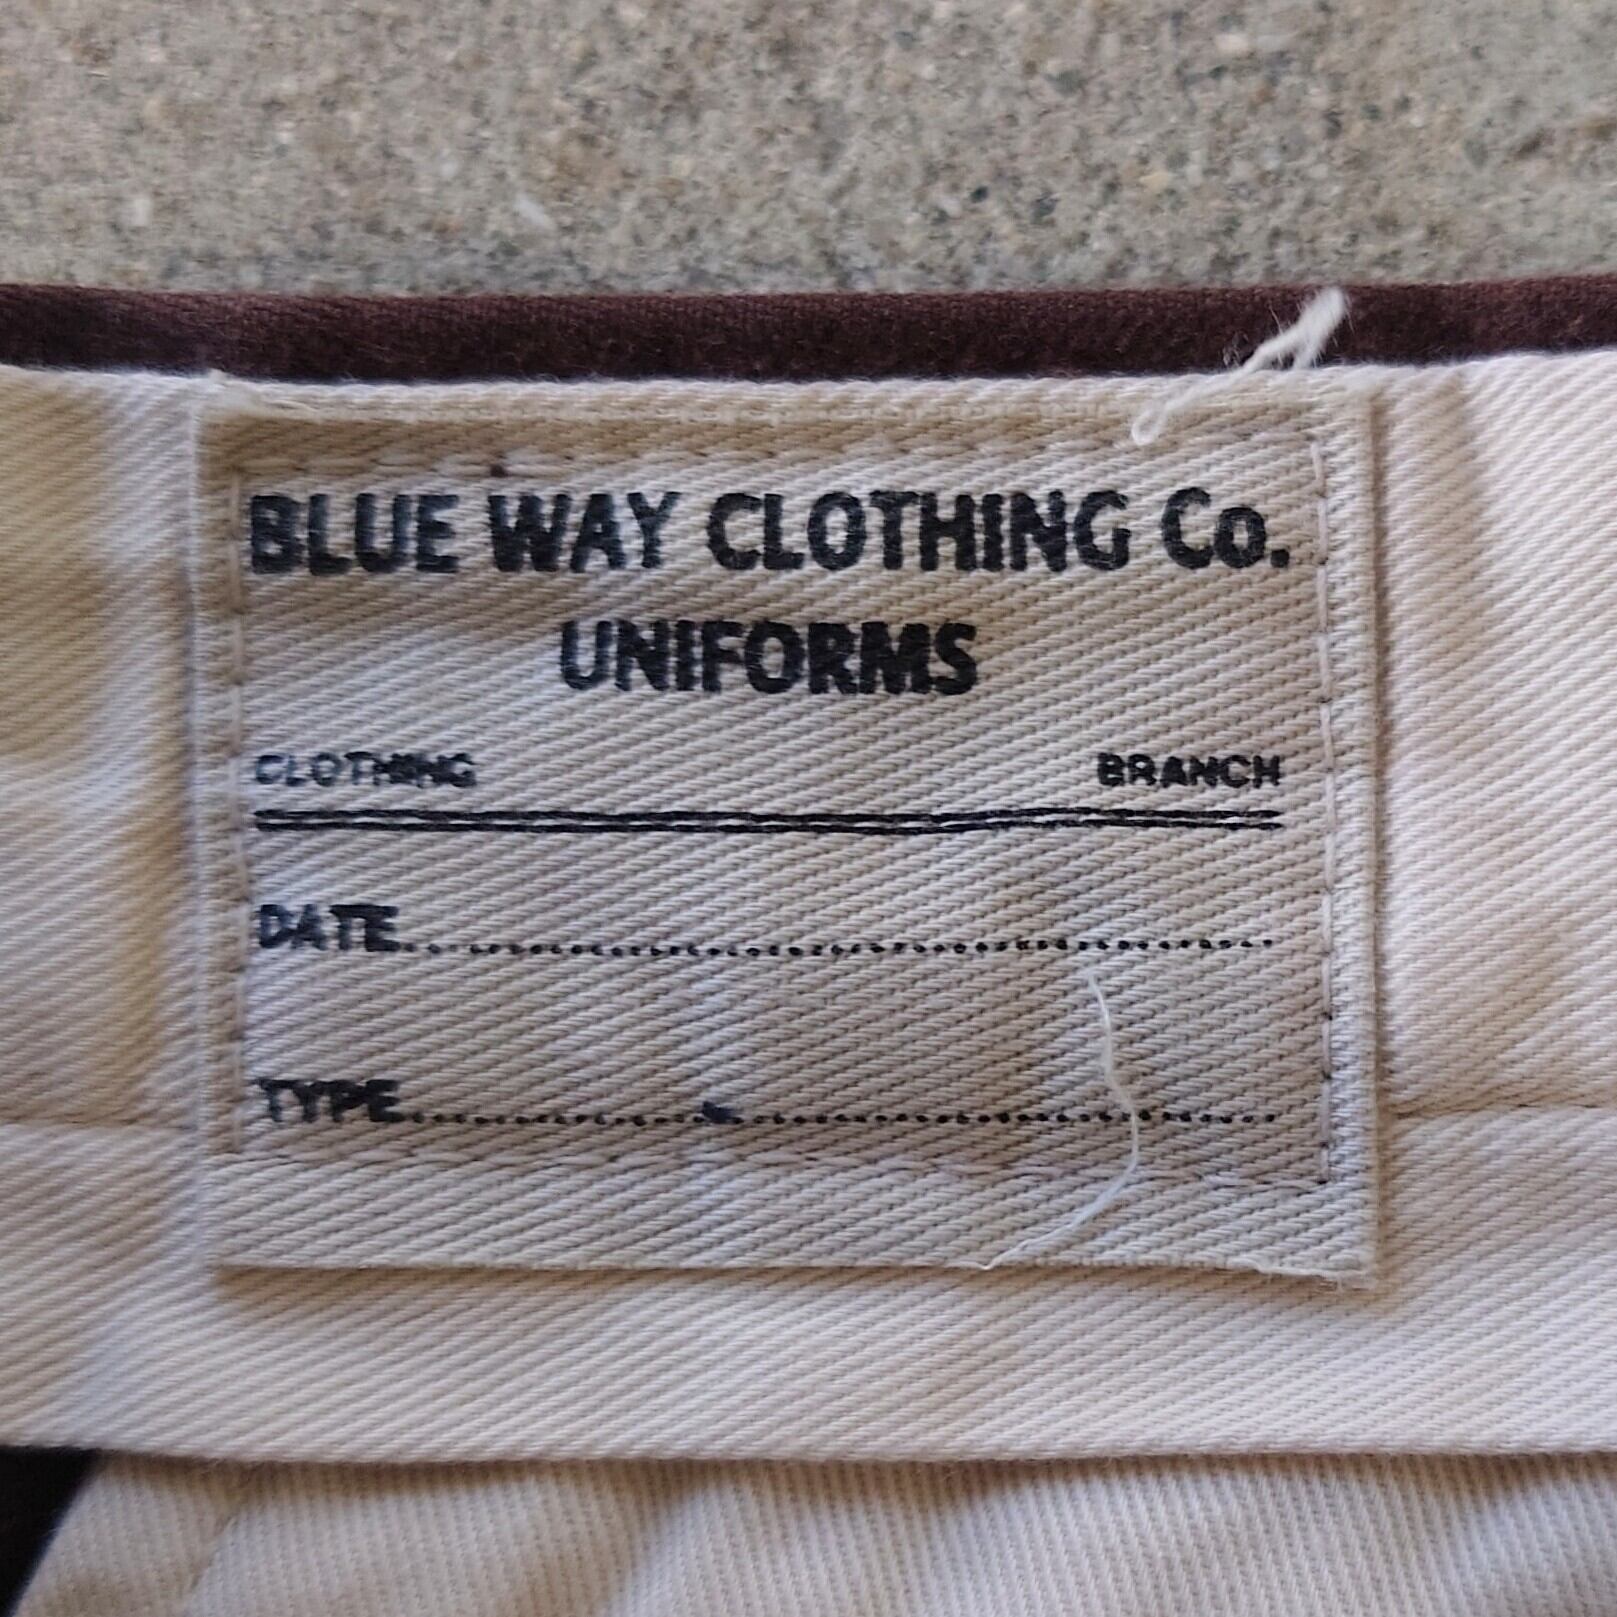 BLUE WAY CLOTHING Co.
UNIFORMS
CLOTHING BRANCH
DATE..........................................................
TYPE..........................................................